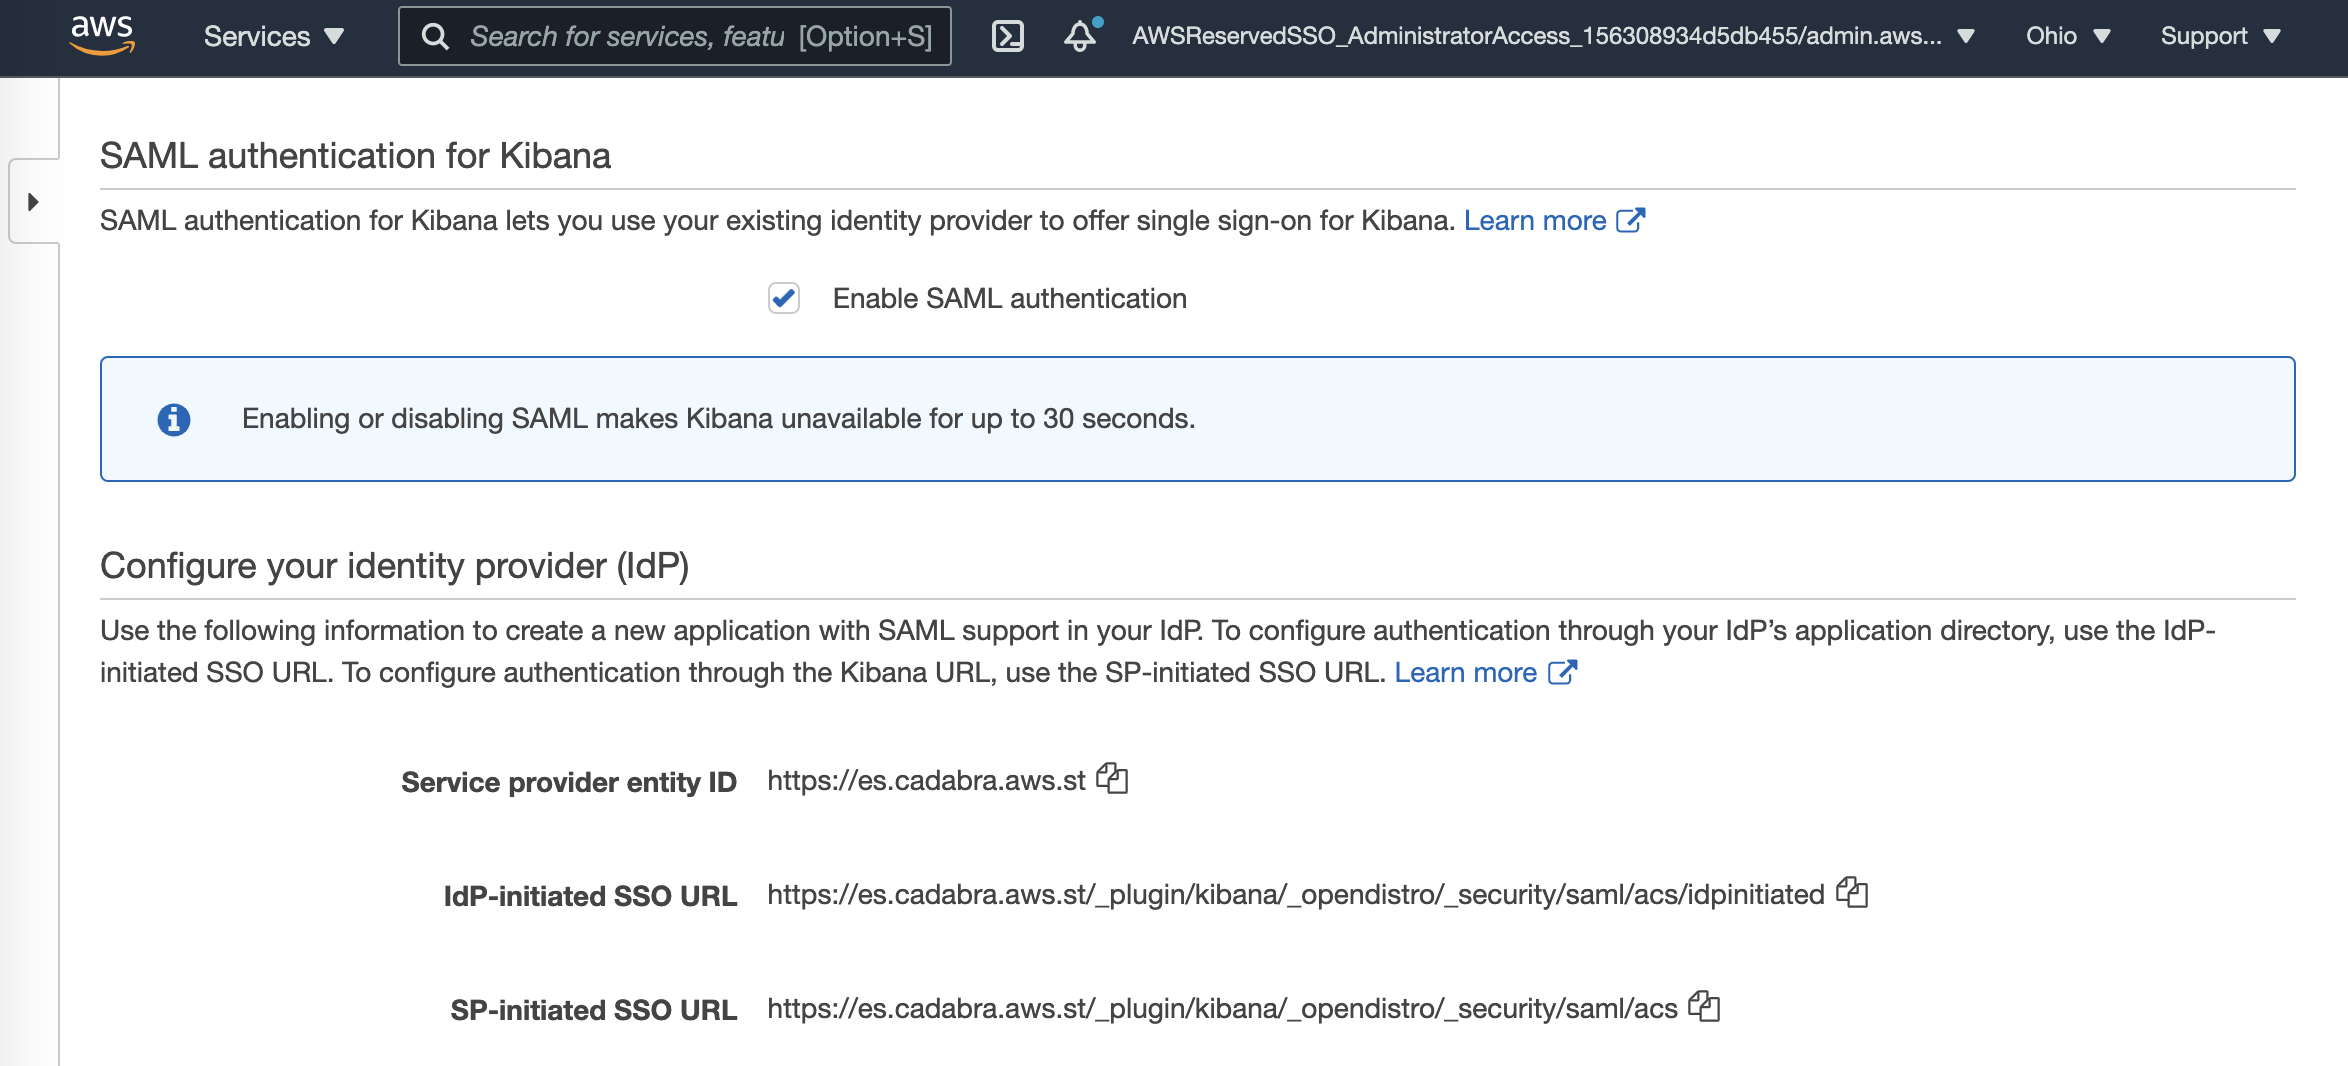 aws
Services
Search for services, featu [Option+S]
AWSReservedSSO_AdministratorAccess_156308934d5db455/admin.aws...
Ohio
Support
SAML authentication for Kibana
SAML authentication for Kibana lets you use your existing identity provider to offer single sign-on for Kibana. Learn more
Enable SAML authentication
Enabling or disabling SAML makes Kibana unavailable for up to 30 seconds.
Configure your identity provider (IdP)
Use the following information to create a new application with SAML support in your IdP. To configure authentication through your IdP’s application directory, use the IdP-
initiated SSO URL. To configure authentication through the Kibana URL, use the SP-initiated SSO URL. Learn more
Service provider entity ID https://es.cadabra.aws.st
IdP-initiated SSO URL https://es.cadabra.aws.st/_plugin/kibana/_opendistro/_security/saml/acs/idpinitiated
SP-initiated SSO URL https://es.cadabra.aws.st/_plugin/kibana/_opendistro/_security/saml/acs